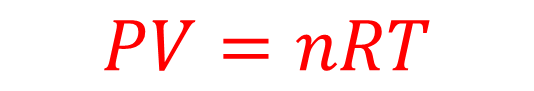 PV = nRT